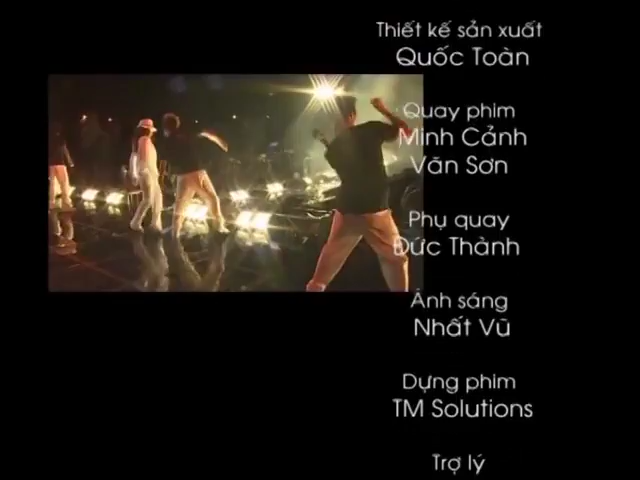 Thiết kế sản xuất
Quốc Toàn
Quay phim
Minh Cảnh
Văn Sơn
Phụ quay
Đức Thành
Ánh sáng
Nhất Vũ
Dựng phim
TM Solutions
Trợ lý